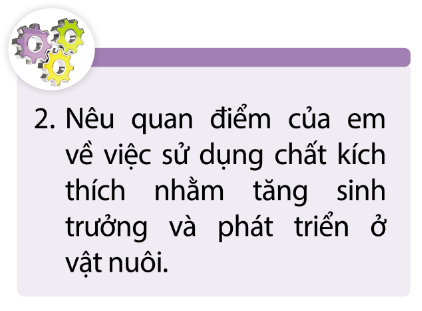 2. Nêu quan điểm của em
về việc sử dụng chất kích
thích nhằm tăng sinh
trưởng và phát triển ở
vật nuôi.